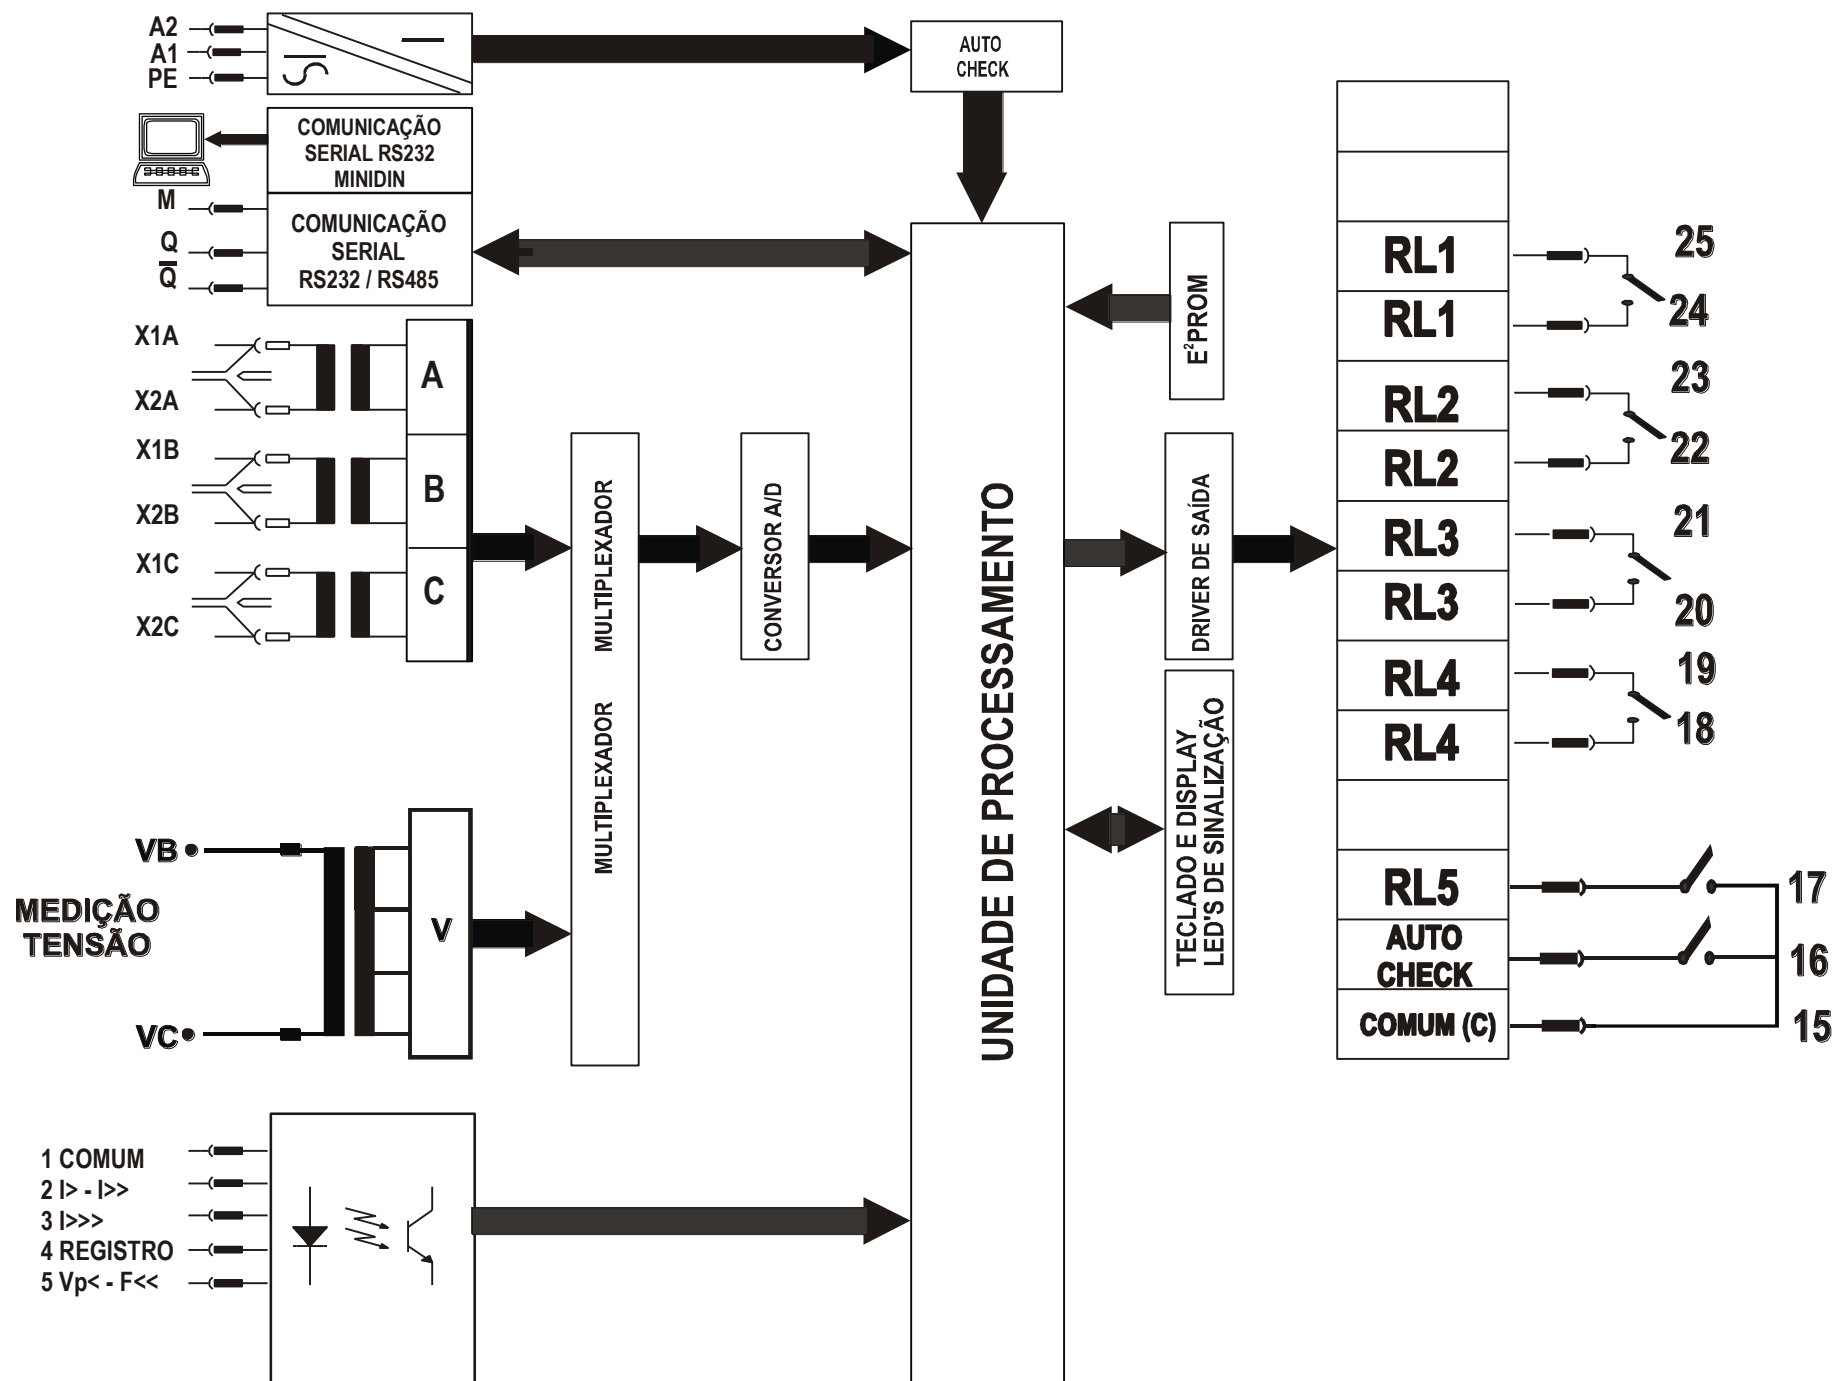 A2
A1
PE
AUTO
CHECK
COMUNICAÇÃO
SERIAL RS232
MINIDIN
M
Q
Q̅
COMUNICAÇÃO
SERIAL
RS232 / RS485
X1A
X2A
X1B
X2B
X1C
X2C
A
B
C
MULTIPLEXADOR
MULTIPLEXADOR
CONVERSOR A/D
UNIDADE DE PROCESSAMENTO
E²PROM
DRIVER DE SAÍDA
TECLADO E DISPLAY
LED'S DE SINALIZAÇÃO
VB
MEDIÇÃO
TENSÃO
VC
V
1 COMUM
2 I> - I>>
3 I>>>
4 REGISTRO
5 Vp< - F<<
RL1
25
RL1
24
RL2
23
RL2
22
RL3
21
RL3
20
RL4
19
RL4
18
RL5
17
AUTO
CHECK
16
COMUM (C)
15